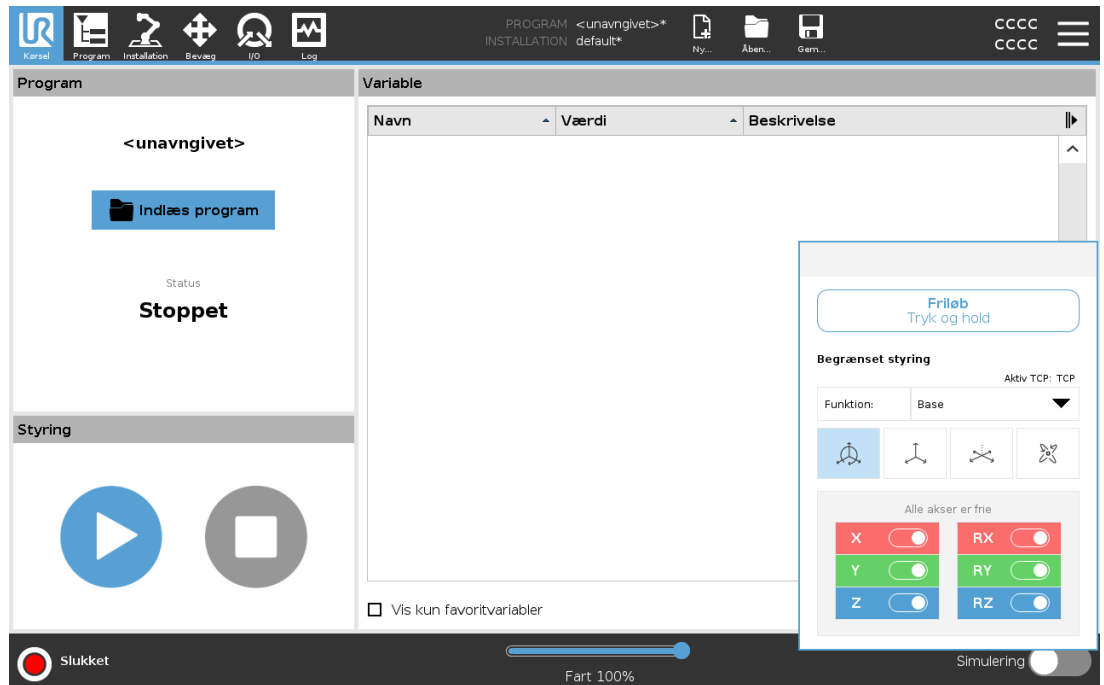 UR
Kørsel
Program
Installation
Bevæg
I/O
Log
PROGRAM <unavngivet>*
INSTALLATION default*
Ny...
Åben...
Gem...
CCCC
CCCC
Program
<unavngivet>
Indlæs program
Status
Stoppet
Styring
Variable
Navn Værdi Beskrivelse
Vis kun favoritvariabler
Friløb
Tryk og hold
Begrænset styring
Aktiv TCP: TCP
Funktion: Base
Alle akser er frie
X RX
Y RY
Z RZ
Slukket
Fart 100%
Simulering